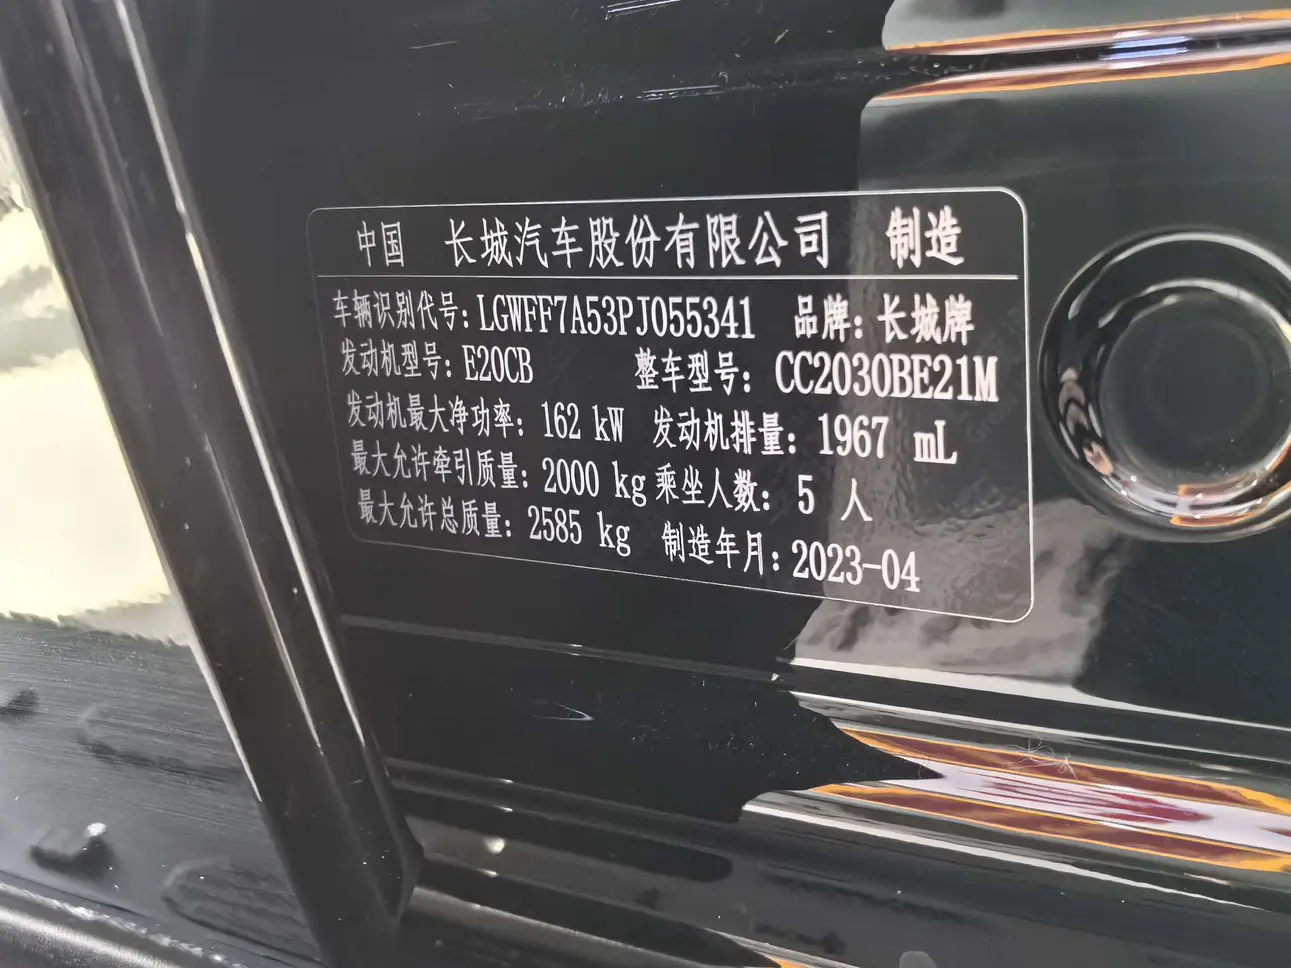 中国 长城汽车股份有限公司 制造
车辆识别代号: LGWFF7A53PJ055341 品牌: 长城牌
发动机型号: E20CB 整车型号: CC2030BE21M
发动机最大净功率: 162 kW 发动机排量: 1967 mL
最大允许牵引质量: 2000 kg 乘坐人数: 5 人
最大允许总质量: 2585 kg 制造年月: 2023-04